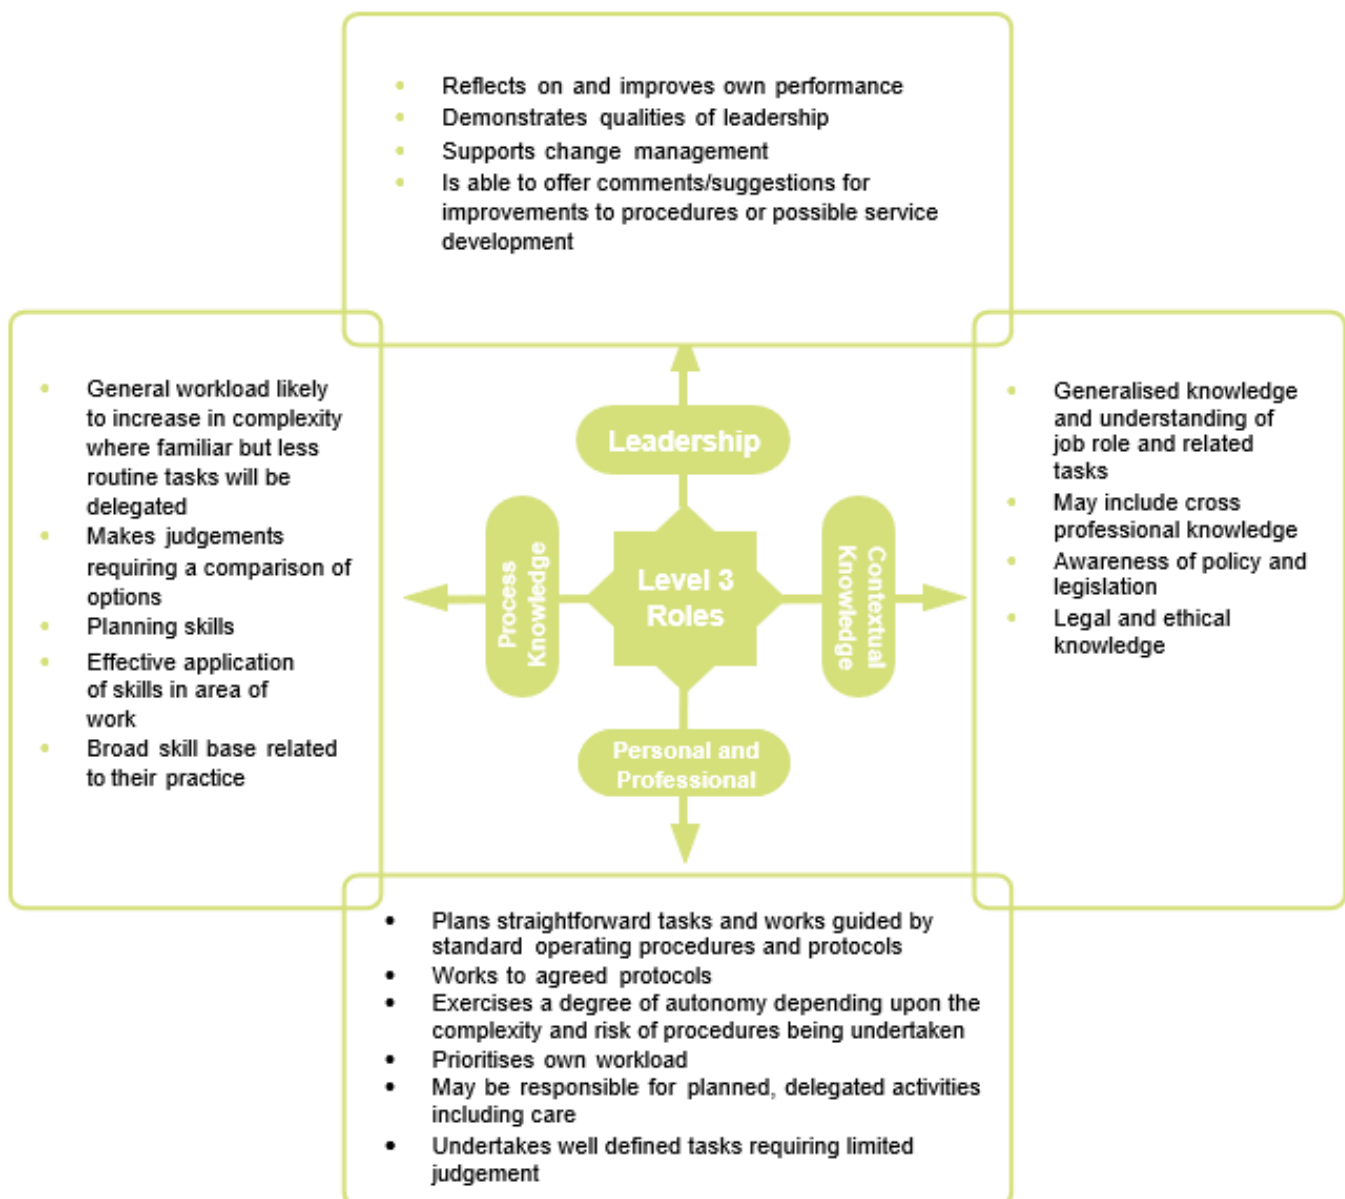 Reflects on and improves own performance
Demonstrates qualities of leadership
Supports change management
Is able to offer comments/suggestions for
improvements to procedures or possible service
development
General workload likely
to increase in complexity
where familiar but less
routine tasks will be
delegated
Makes judgements
requiring a comparison of
options
Planning skills
Effective application
of skills in area of
work
Broad skill base related
to their practice
Leadership
Process
Knowledge
Level 3
Roles
Contextual
Knowledge
Personal and
Professional
Generalised knowledge
and understanding of
job role and related
tasks
May include cross
professional knowledge
Awareness of policy and
legislation
Legal and ethical
knowledge
Plans straightforward tasks and works guided by
standard operating procedures and protocols
Works to agreed protocols
Exercises a degree of autonomy depending upon the
complexity and risk of procedures being undertaken
Prioritises own workload
May be responsible for planned, delegated activities
including care
Undertakes well defined tasks requiring limited
judgement